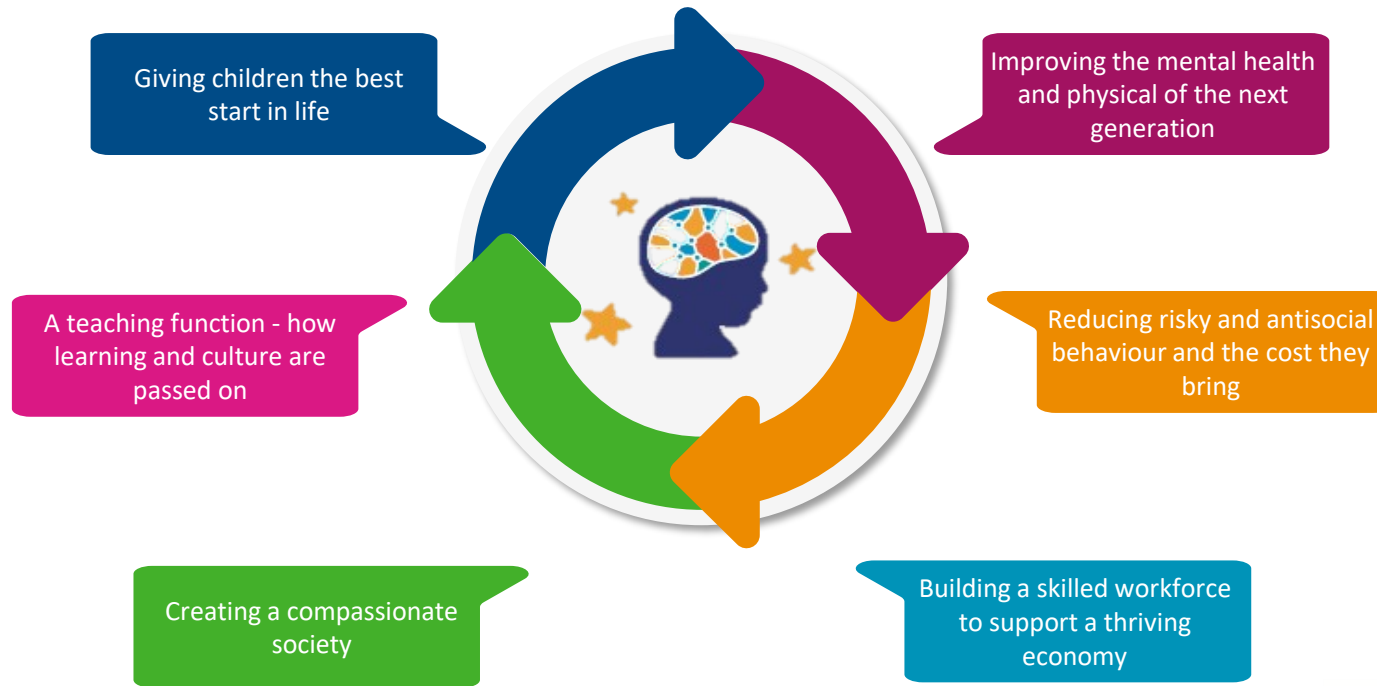 Giving children the best
start in life
Improving the mental health
and physical of the next
generation
A teaching function - how
learning and culture are
passed on
Reducing risky and antisocial
behaviour and the cost they
bring
Creating a compassionate
society
Building a skilled workforce
to support a thriving
economy